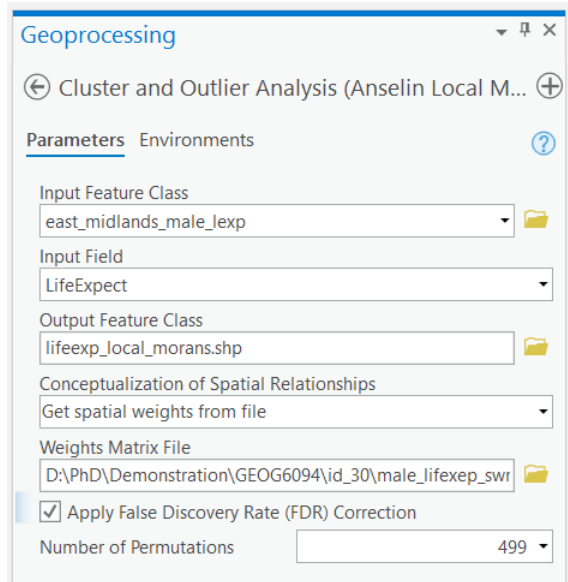 Geoprocessing
Cluster and Outlier Analysis (Anselin Local M...
Parameters Environments
?
Input Feature Class
east_midlands_male_lexp
Input Field
LifeExpect
Output Feature Class
lifeexp_local_morans.shp
Conceptualization of Spatial Relationships
Get spatial weights from file
Weights Matrix File
D:\PhD\Demonstration\GEOG6094\id_30\male_lifexep_swr
Apply False Discovery Rate (FDR) Correction
Number of Permutations 499